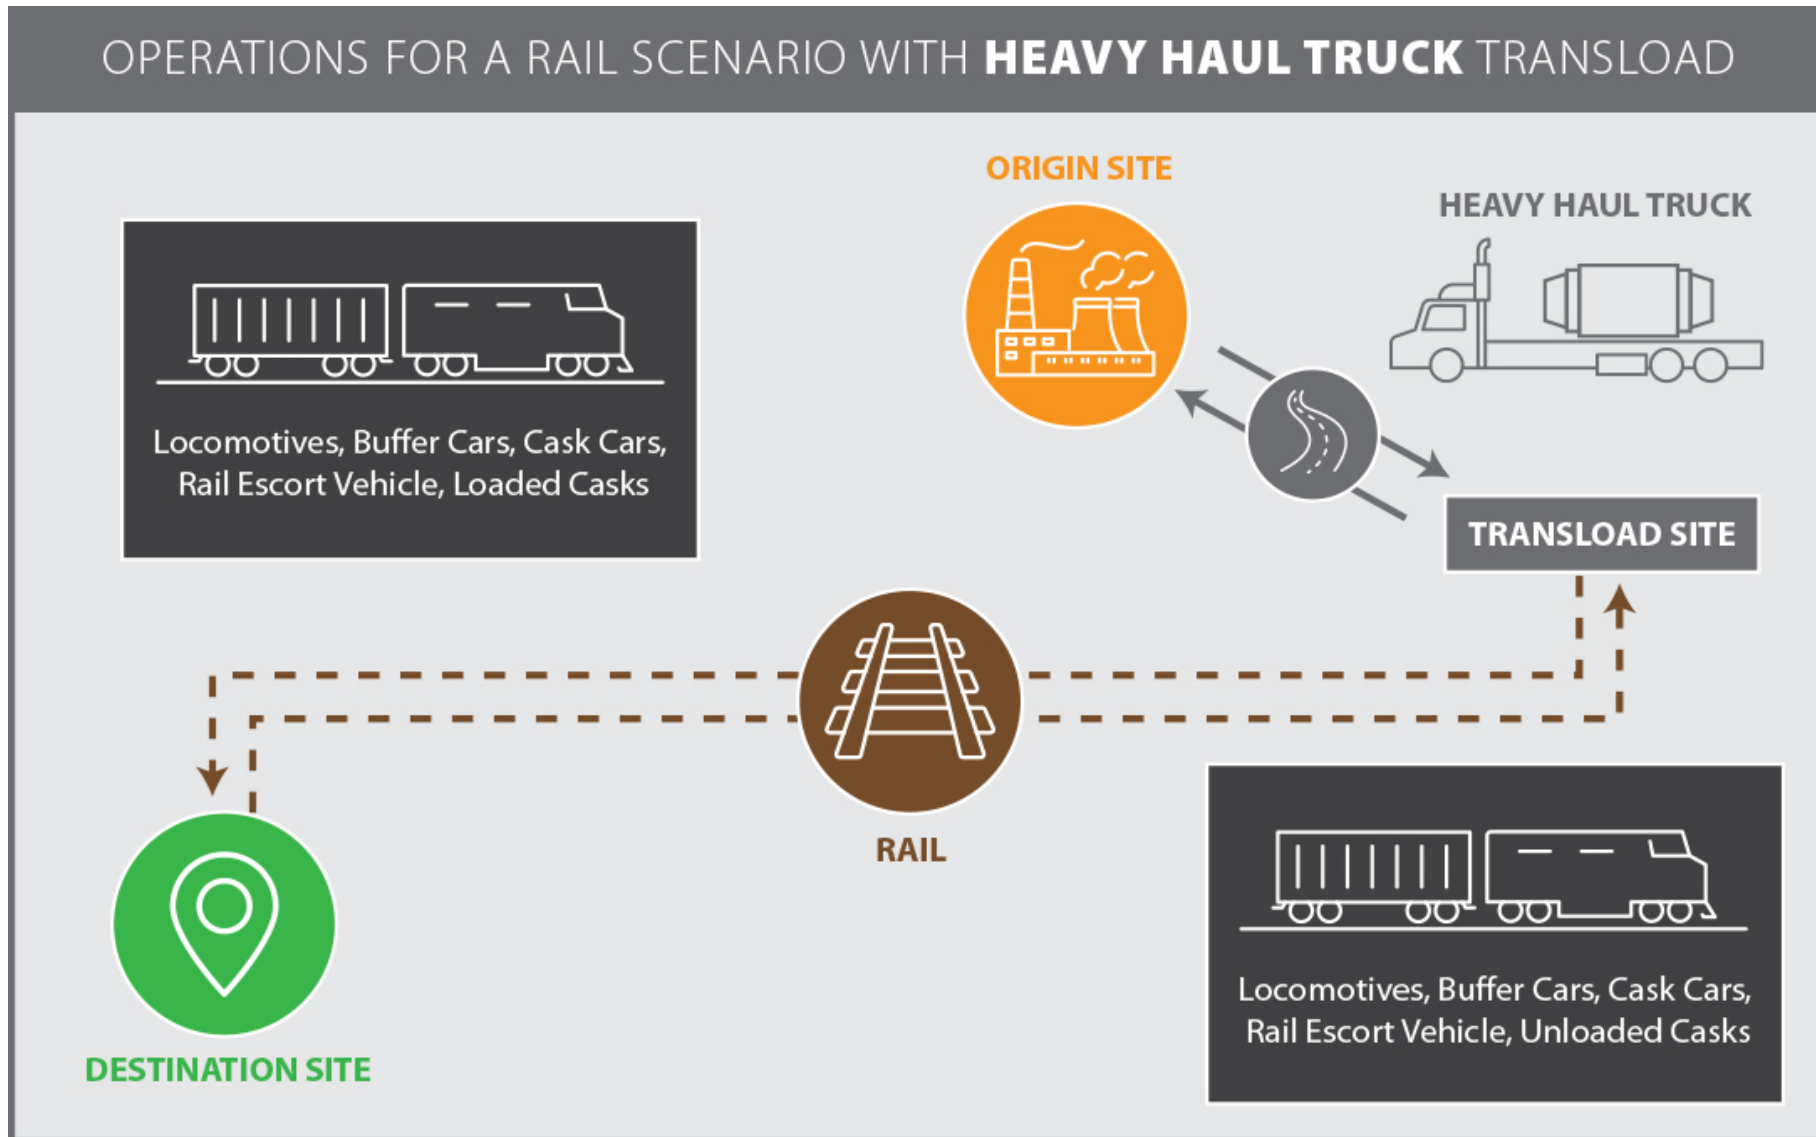 OPERATIONS FOR A RAIL SCENARIO WITH HEAVY HAUL TRUCK TRANSLOAD
ORIGIN SITE
HEAVY HAUL TRUCK
Locomotives, Buffer Cars, Cask Cars,
Rail Escort Vehicle, Loaded Casks
TRANSLOAD SITE
RAIL
Locomotives, Buffer Cars, Cask Cars,
Rail Escort Vehicle, Unloaded Casks
DESTINATION SITE